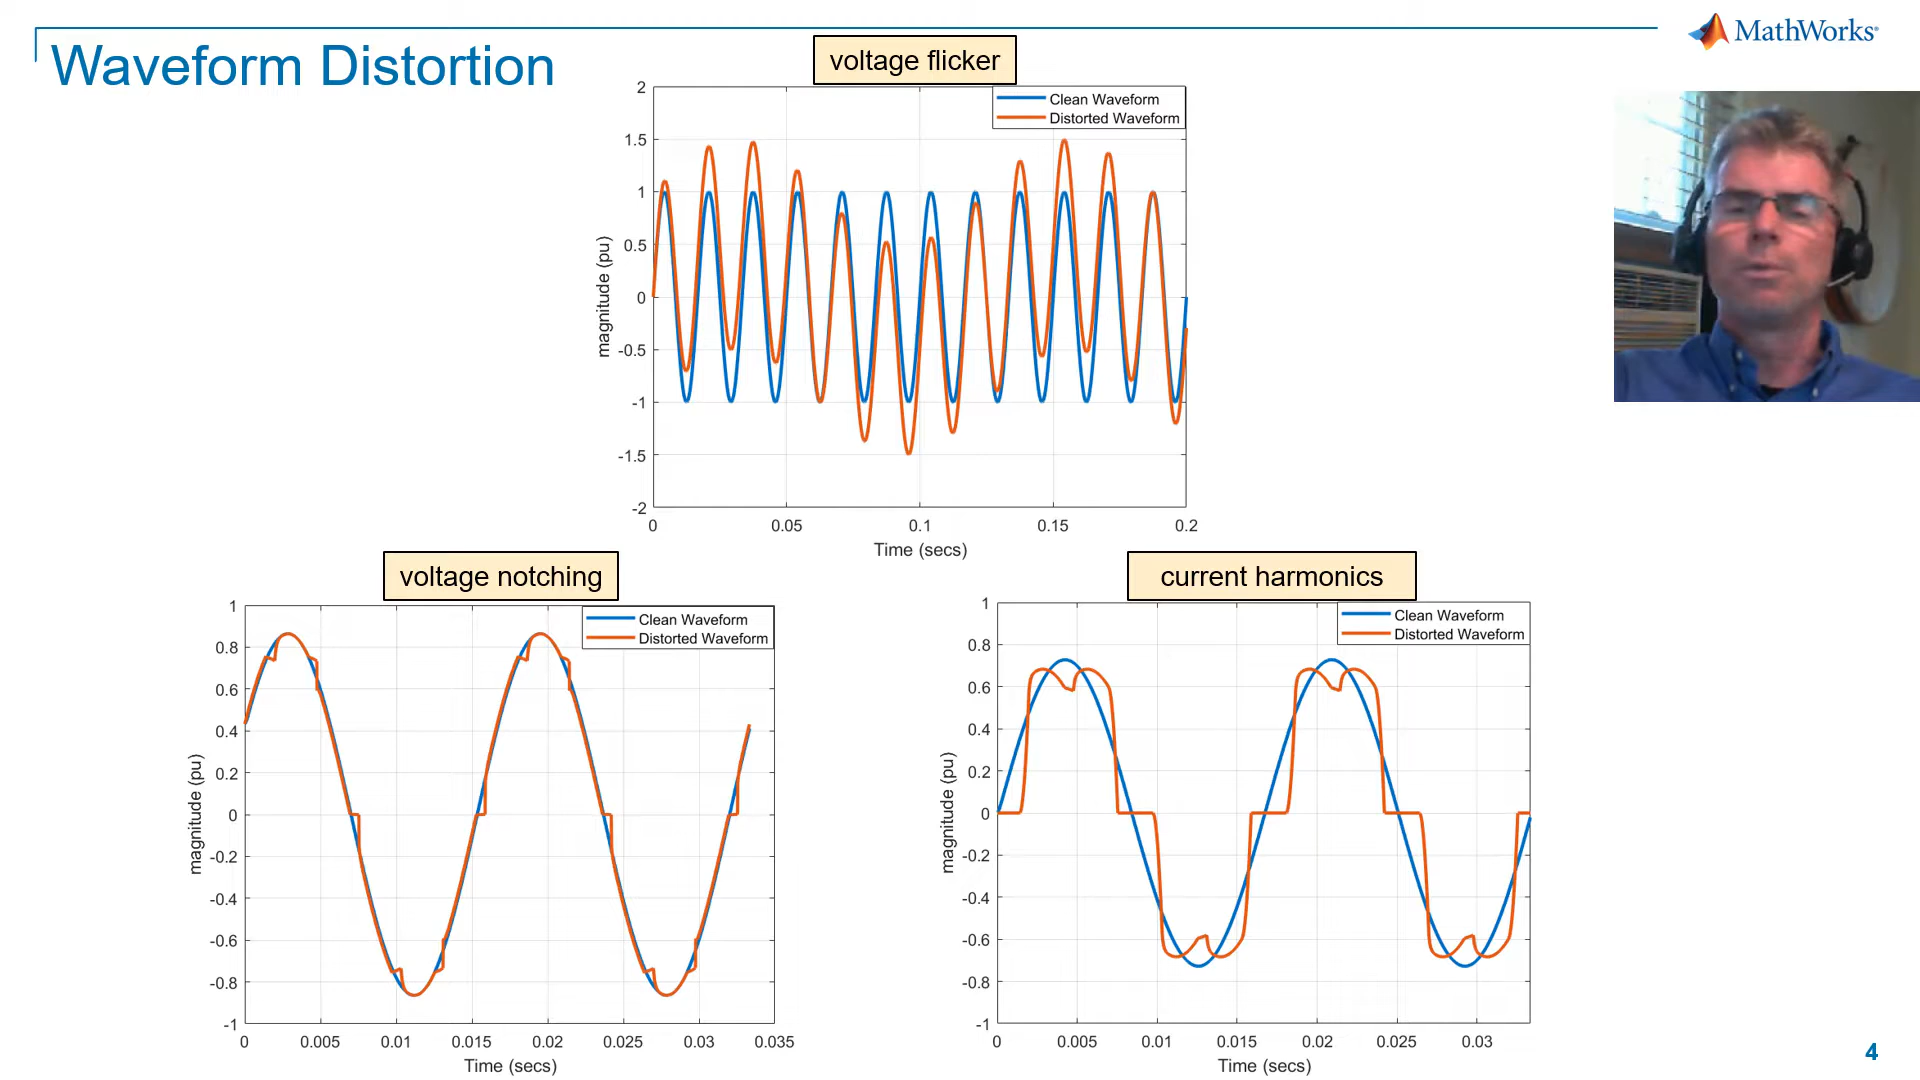 Waveform Distortion
MathWorks®
voltage flicker
Clean Waveform
Distorted Waveform
2
1.5
1
0.5
0
-0.5
-1
-1.5
-2
magnitude (pu)
0 0.05 0.1 0.15 0.2
Time (secs)
voltage notching
Clean Waveform
Distorted Waveform
1
0.8
0.6
0.4
0.2
0
-0.2
-0.4
-0.6
-0.8
-1
magnitude (pu)
0 0.005 0.01 0.015 0.02 0.025 0.03 0.035
Time (secs)
current harmonics
Clean Waveform
Distorted Waveform
1
0.8
0.6
0.4
0.2
0
-0.2
-0.4
-0.6
-0.8
-1
magnitude (pu)
0 0.005 0.01 0.015 0.02 0.025 0.03
Time (secs)
4